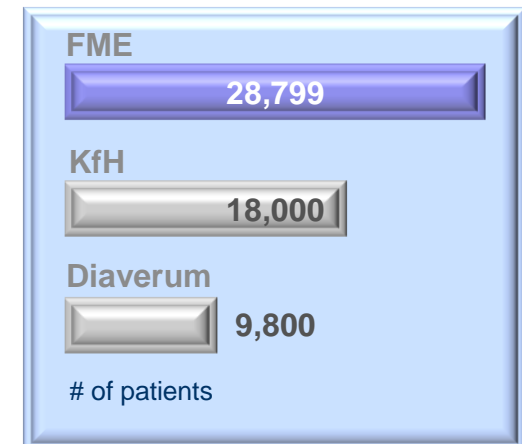 FME
28,799
KfH
18,000
Diaverum
9,800
# of patients